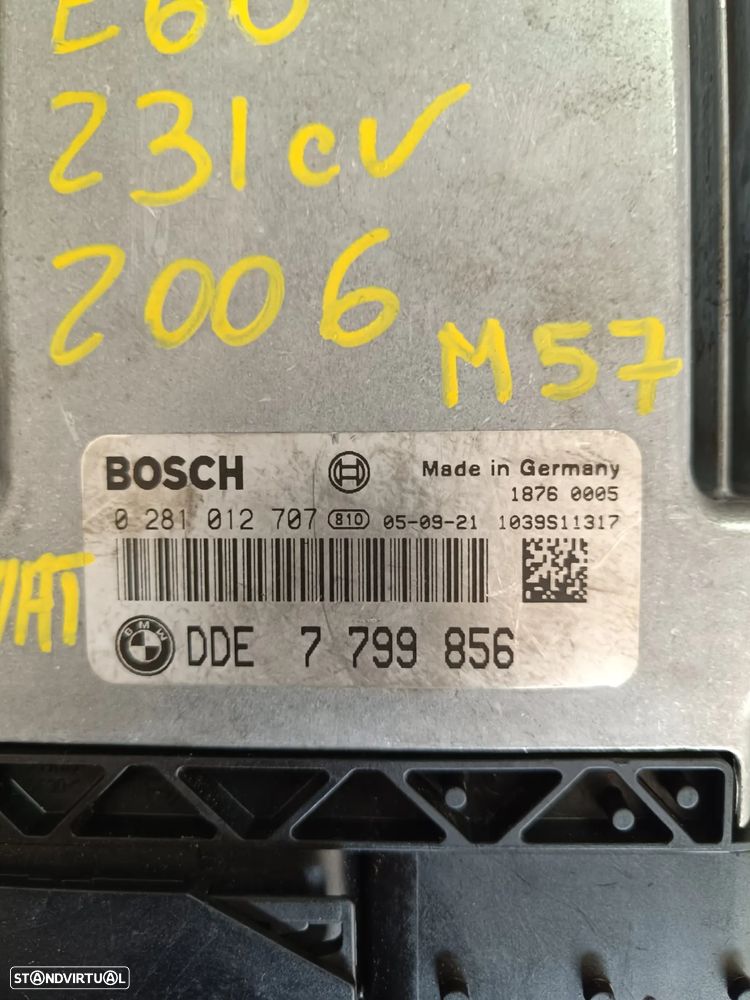 E60
231cv
2006
M57
BOSCH
Made in Germany
1876 0005
0 281 012 707 810 05-09-21 1039S11317
BMW DDE 7 799 856
STANDVIRTUAL